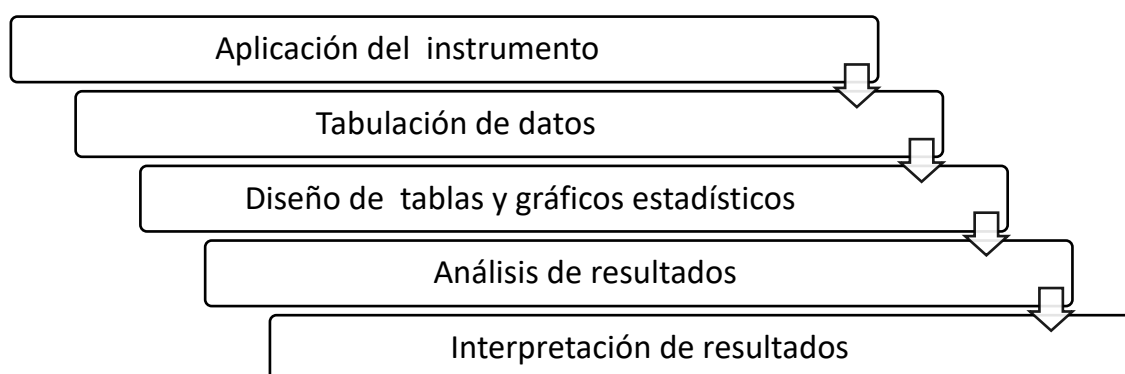 Aplicación del instrumento
Tabulación de datos
Diseño de tablas y gráficos estadísticos
Análisis de resultados
Interpretación de resultados